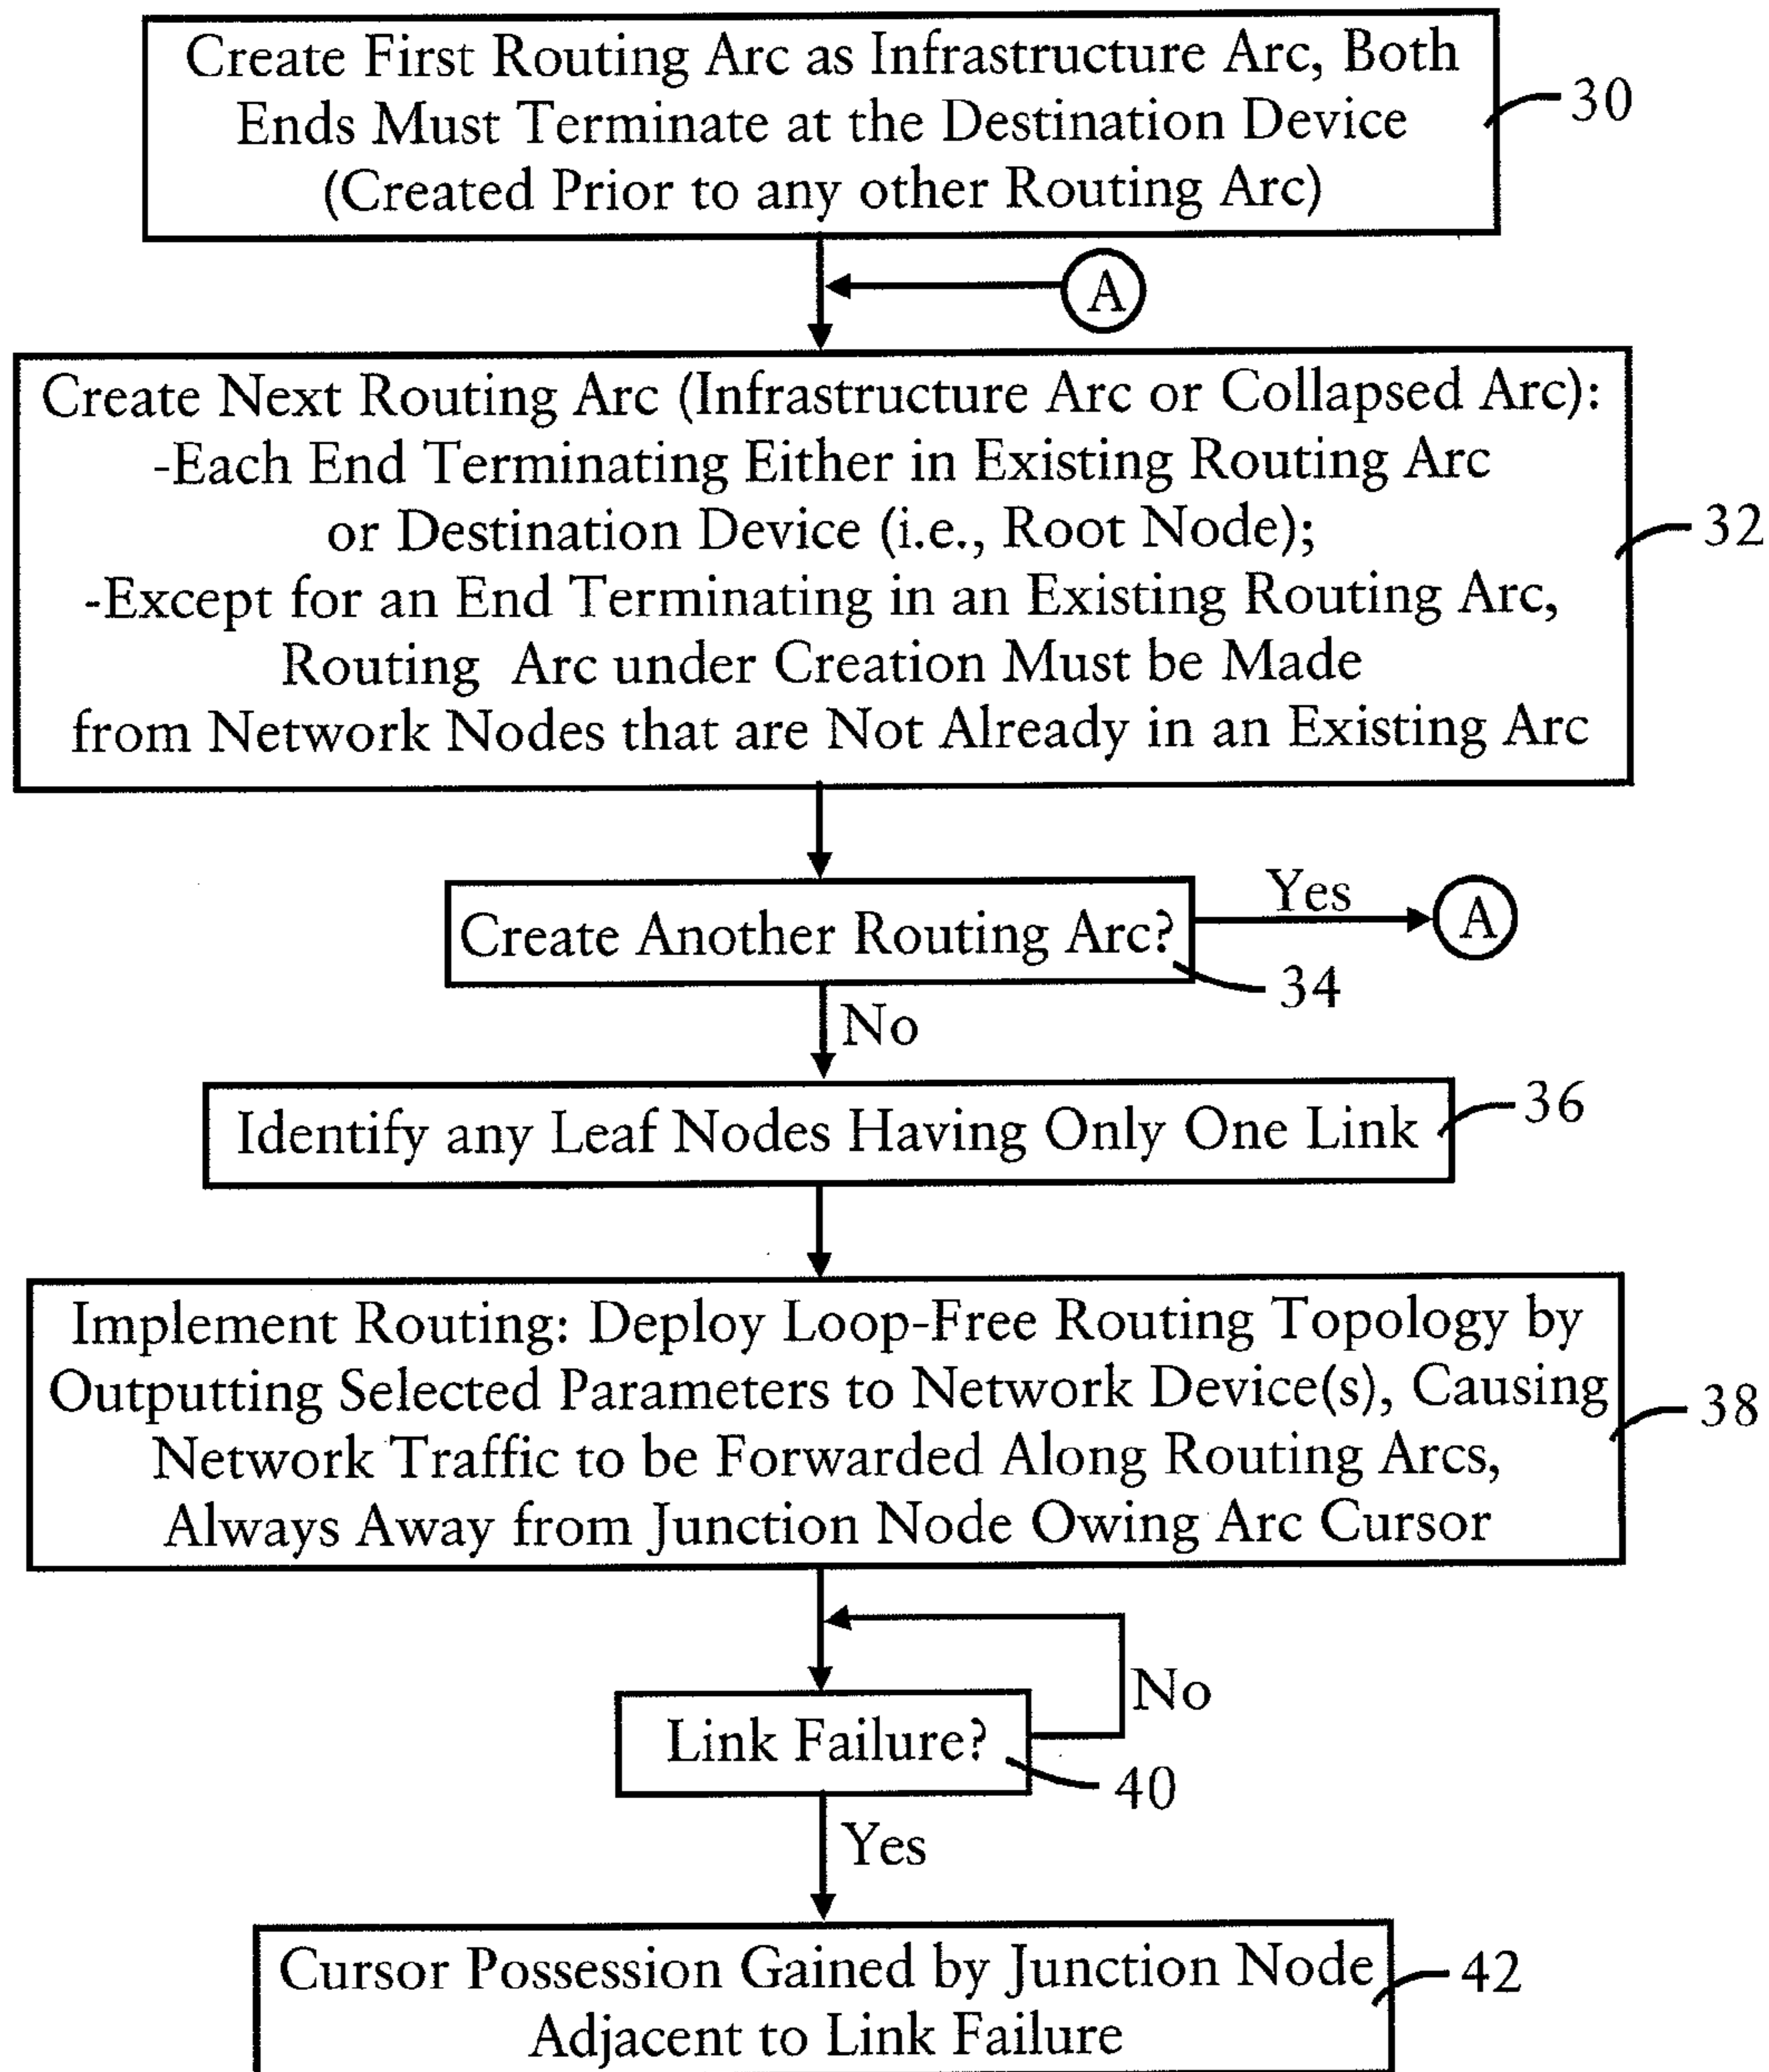 Create First Routing Arc as Infrastructure Arc, Both
Ends Must Terminate at the Destination Device
(Created Prior to any other Routing Arc)
30
A
Create Next Routing Arc (Infrastructure Arc or Collapsed Arc):
-Each End Terminating Either in Existing Routing Arc
or Destination Device (i.e., Root Node);
-Except for an End Terminating in an Existing Routing Arc,
Routing Arc under Creation Must be Made
from Network Nodes that are Not Already in an Existing Arc
32
Create Another Routing Arc?
Yes
A
34
No
Identify any Leaf Nodes Having Only One Link
36
Implement Routing: Deploy Loop-Free Routing Topology by
Outputting Selected Parameters to Network Device(s), Causing
Network Traffic to be Forwarded Along Routing Arcs,
Always Away from Junction Node Owing Arc Cursor
38
No
Link Failure?
40
Yes
Cursor Possession Gained by Junction Node
Adjacent to Link Failure
42